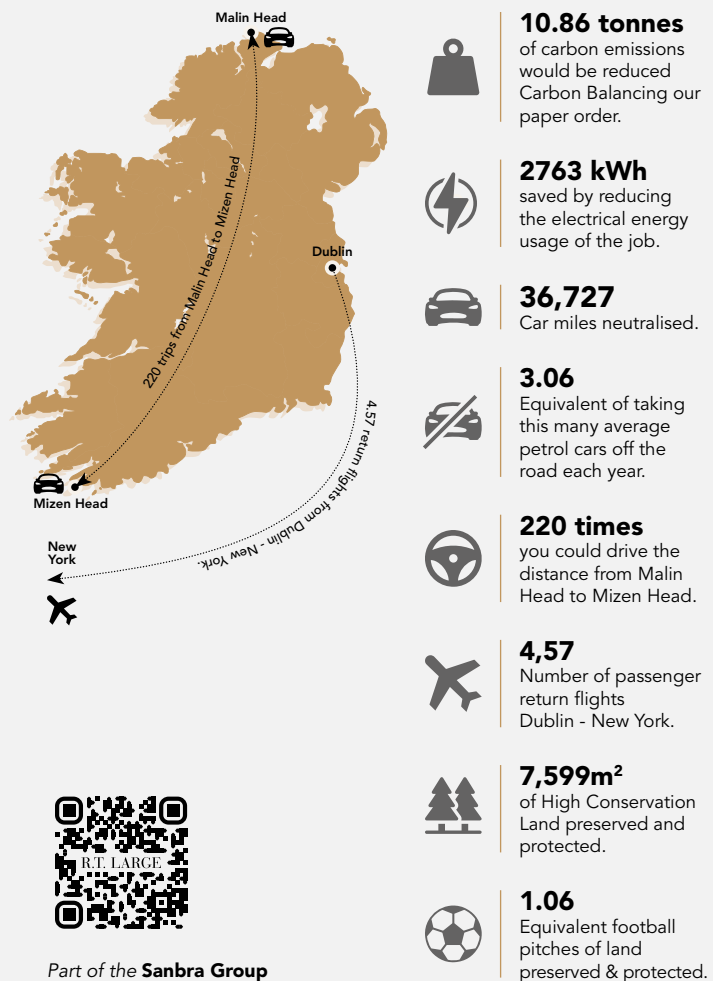 Malin Head
220 trips from Malin Head to Mizen Head
Dublin
4.57 return flights from Dublin - New York.
Mizen Head
New
York
R.T. LARGE
Part of the Sanbra Group
10.86 tonnes
of carbon emissions
would be reduced
Carbon Balancing our
paper order.
2763 kWh
saved by reducing
the electrical energy
usage of the job.
36,727
Car miles neutralised.
3.06
Equivalent of taking
this many average
petrol cars off the
road each year.
220 times
you could drive the
distance from Malin
Head to Mizen Head.
4,57
Number of passenger
return flights
Dublin - New York.
7,599m²
of High Conservation
Land preserved and
protected.
1.06
Equivalent football
pitches of land
preserved & protected.